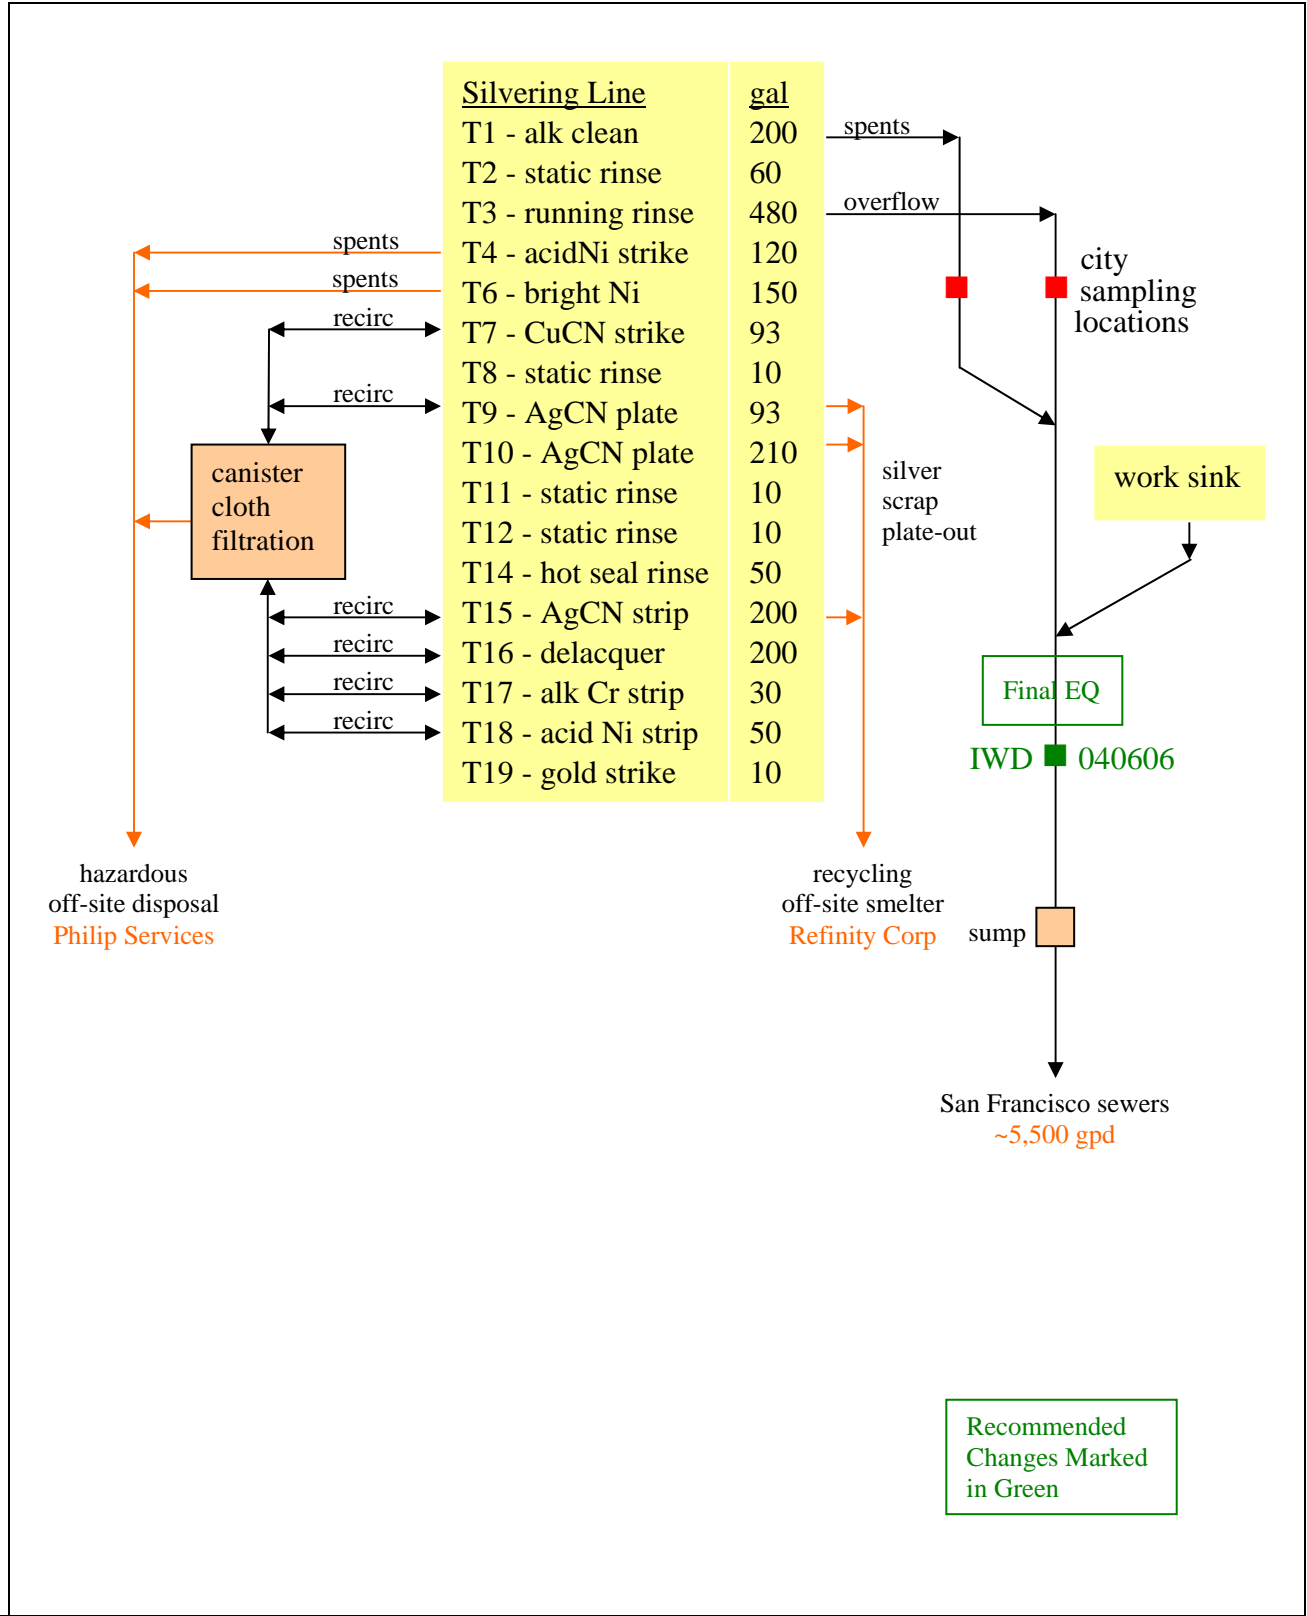 Silvering Line gal
T1 - alk clean 200
T2 - static rinse 60
T3 - running rinse 480
T4 - acidNi strike 120
T6 - bright Ni 150
T7 - CuCN strike 93
T8 - static rinse 10
T9 - AgCN plate 93
T10 - AgCN plate 210
T11 - static rinse 10
T12 - static rinse 10
T14 - hot seal rinse 50
T15 - AgCN strip 200
T16 - delacquer 200
T17 - alk Cr strip 30
T18 - acid Ni strip 50
T19 - gold strike 10
spents
spents
recirc
recirc
canister
cloth
filtration
recirc
recirc
recirc
recirc
hazardous
off-site disposal
Philip Services
spents
overflow
city
sampling
locations
silver
scrap
plate-out
recycling
off-site smelter
Refinity Corp
work sink
Final EQ
IWD 040606
sump
San Francisco sewers
~5,500 gpd
Recommended
Changes Marked
in Green